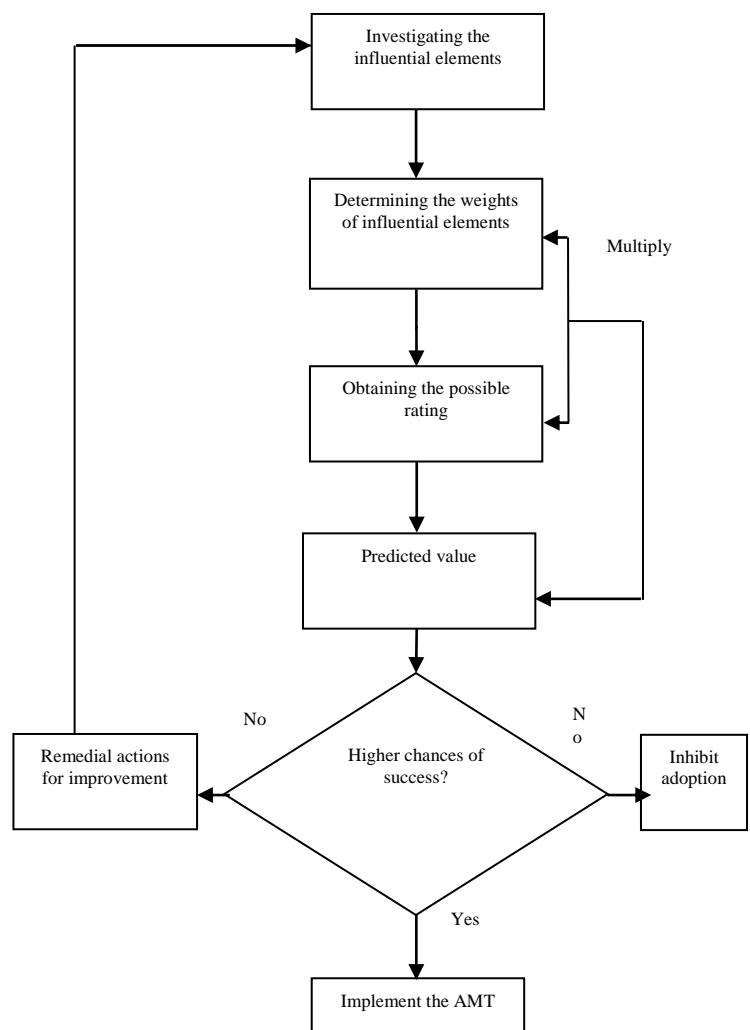 Investigating the
influential elements
Determining the weights
of influential elements
Multiply
Obtaining the possible
rating
Predicted value
No
N
o
Higher chances of
success?
Remedial actions
for improvement
Inhibit
adoption
Yes
Implement the AMT